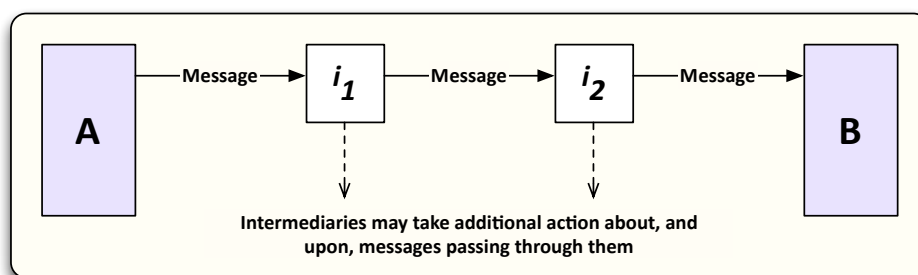 Message
Message
Message
A
i1
i2
B
Intermediaries may take additional action about, and
upon, messages passing through them